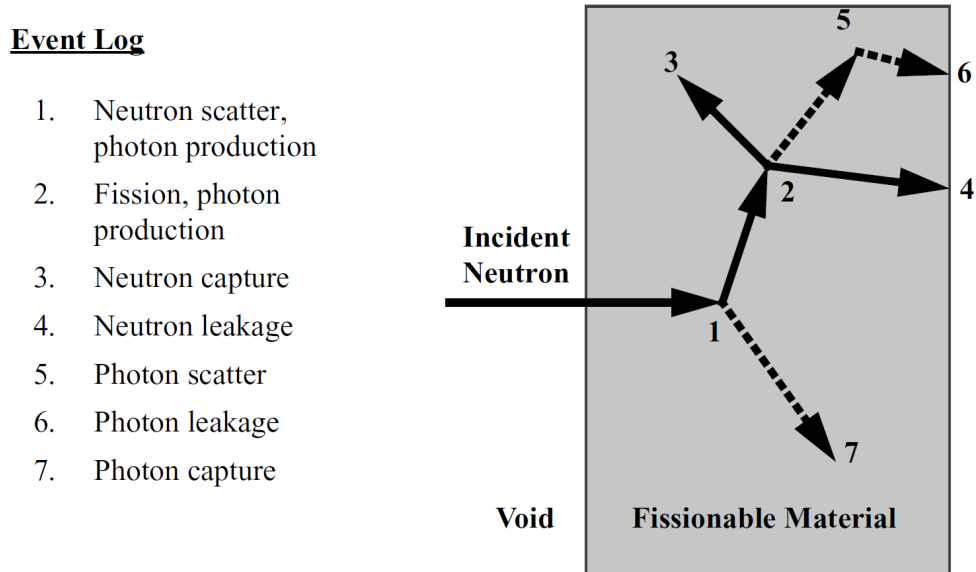 Event Log
1. Neutron scatter,
photon production
2. Fission, photon
production
3. Neutron capture
4. Neutron leakage
5. Photon scatter
6. Photon leakage
7. Photon capture
Incident
Neutron
1
2
3
4
5
6
7
Void
Fissionable Material